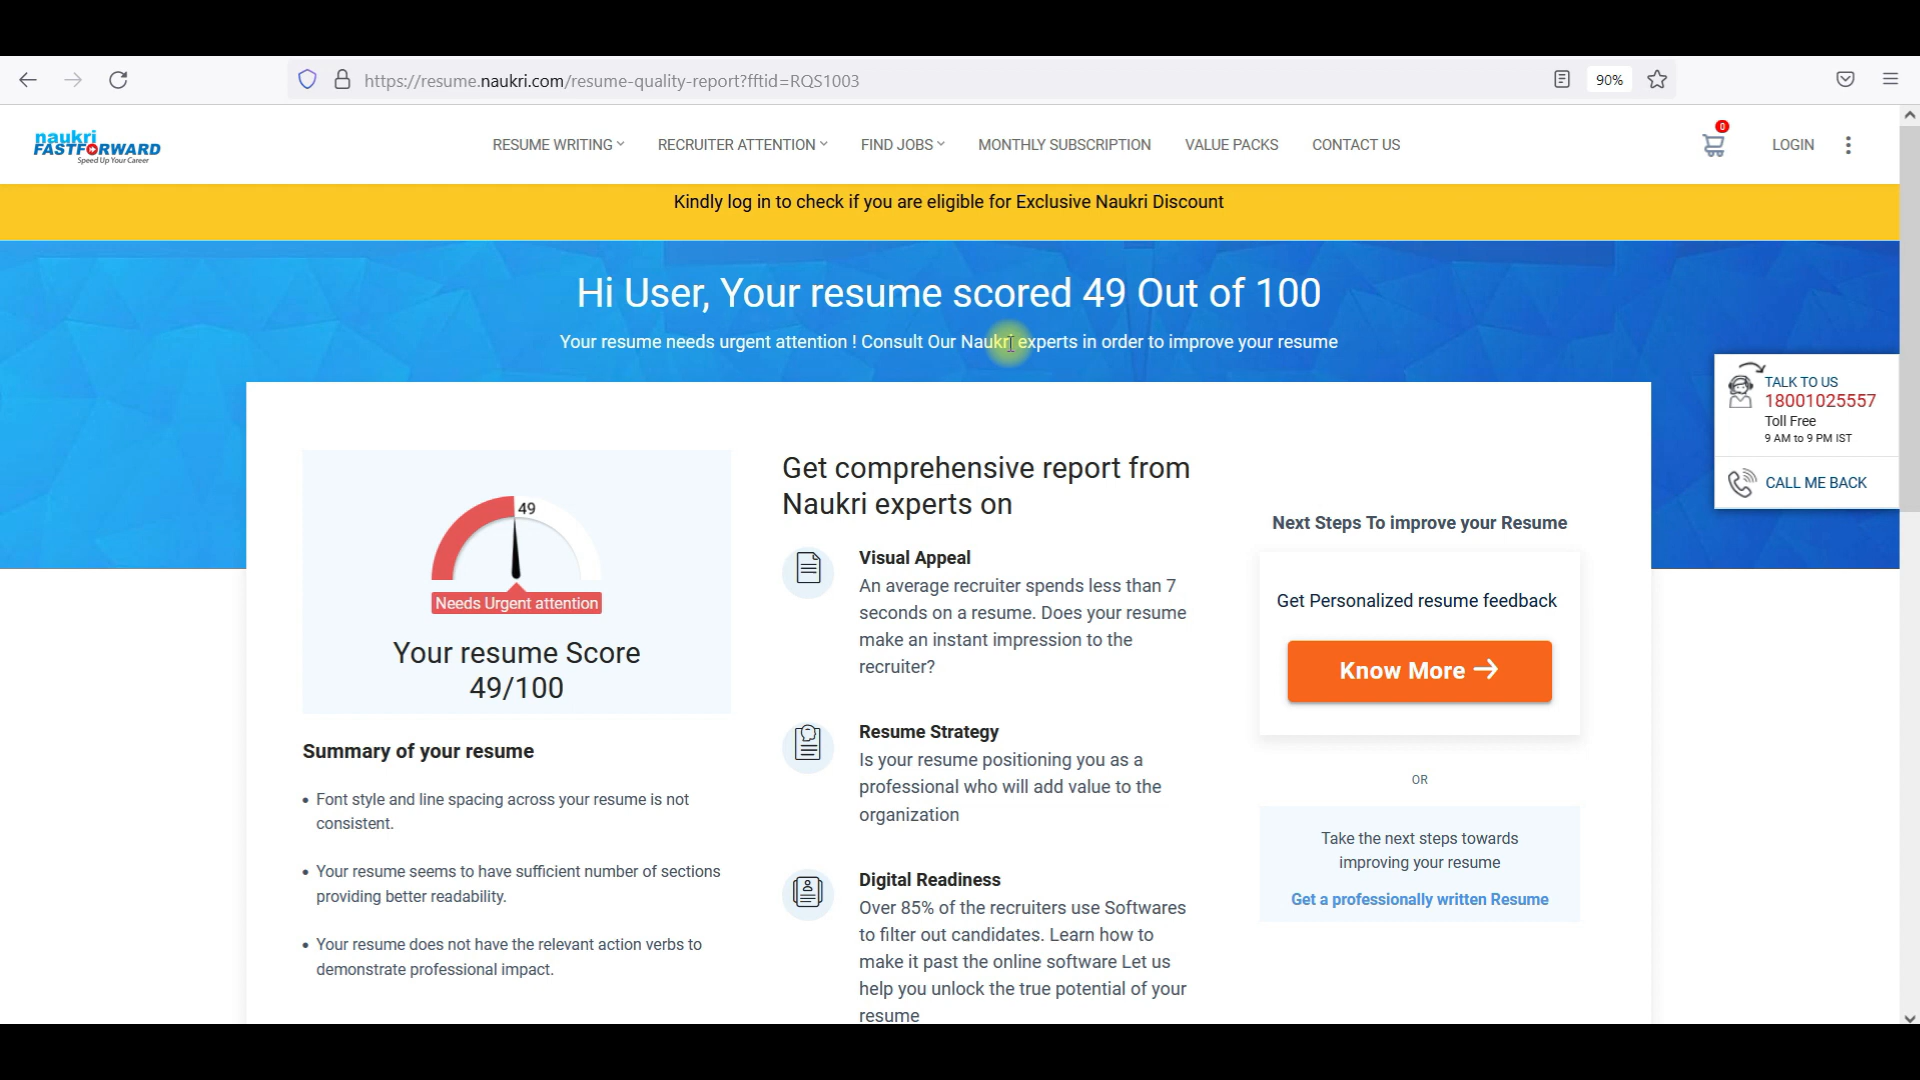 https://resume.naukri.com/resume-quality-report?fftid=RQS1003
90%
naukri
FASTFORWARD
Speed Up Your Career
RESUME WRITING
RECRUITER ATTENTION
FIND JOBS
MONTHLY SUBSCRIPTION
VALUE PACKS
CONTACT US
0
LOGIN
Kindly log in to check if you are eligible for Exclusive Naukri Discount
Hi User, Your resume scored 49 Out of 100
Your resume needs urgent attention ! Consult Our Naukri experts in order to improve your resume
TALK TO US
18001025557
Toll Free
9 AM to 9 PM IST
CALL ME BACK
49
Needs Urgent attention
Your resume Score
49/100
Summary of your resume
• Font style and line spacing across your resume is not
consistent.
• Your resume seems to have sufficient number of sections
providing better readability.
• Your resume does not have the relevant action verbs to
demonstrate professional impact.
Get comprehensive report from
Naukri experts on
Visual Appeal
An average recruiter spends less than 7
seconds on a resume. Does your resume
make an instant impression to the
recruiter?
Resume Strategy
Is your resume positioning you as a
professional who will add value to the
organization
Digital Readiness
Over 85% of the recruiters use Softwares
to filter out candidates. Learn how to
make it past the online software Let us
help you unlock the true potential of your
resume
Next Steps To improve your Resume
Get Personalized resume feedback
Know More →
OR
Take the next steps towards
improving your resume
Get a professionally written Resume